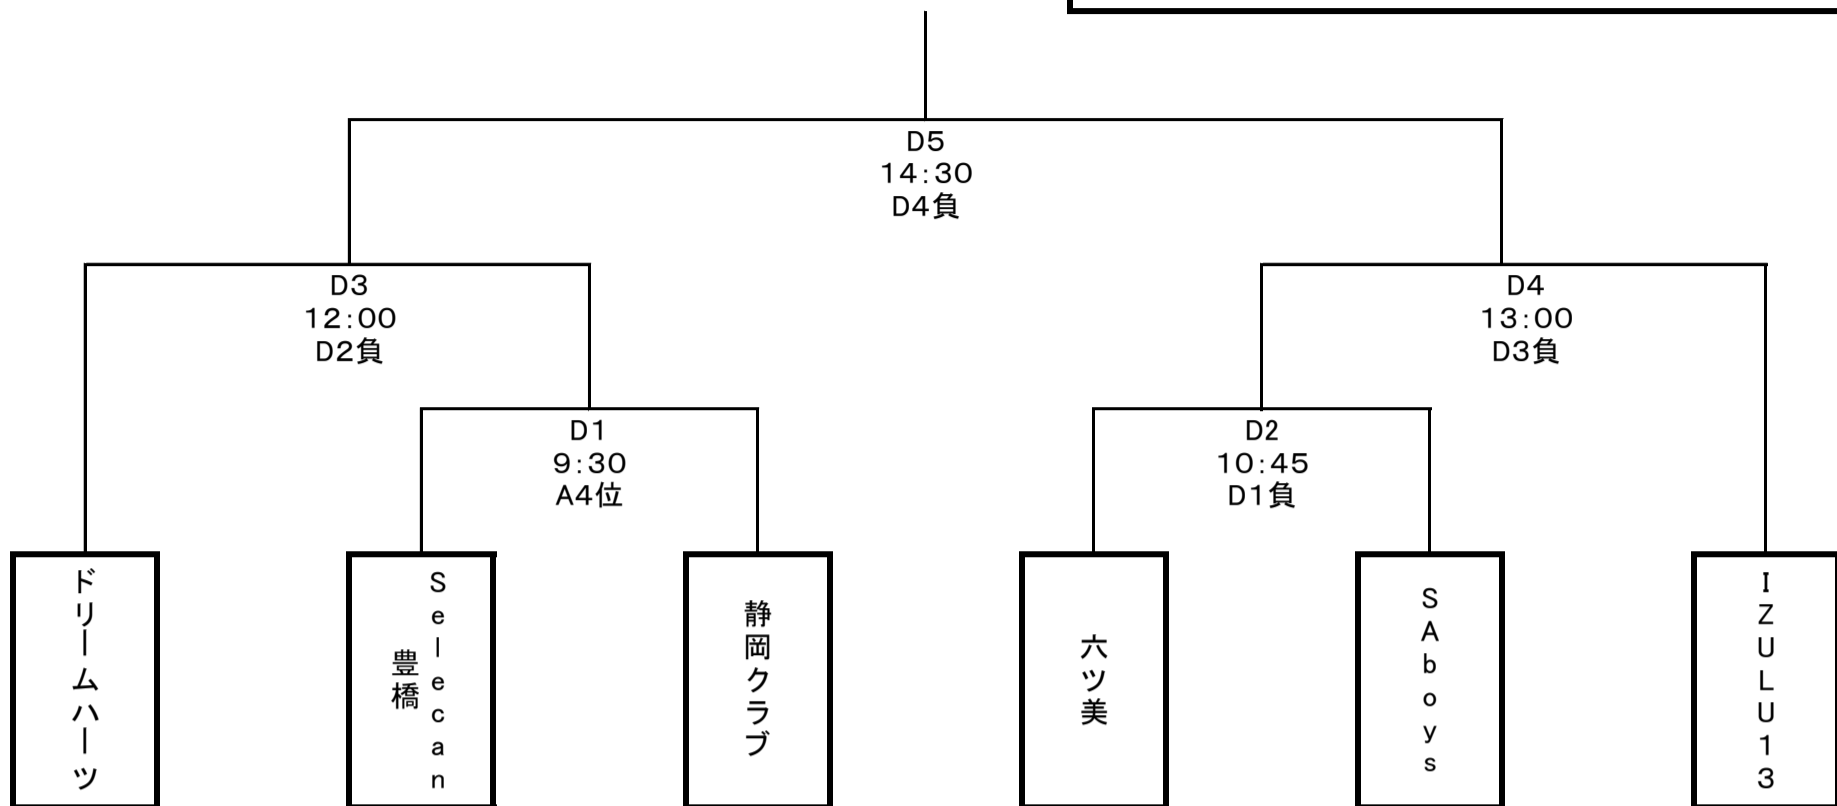 D5
14:30
D4負
D3
12:00
D2負
D4
13:00
D3負
D1
9:30
A4位
D2
10:45
D1負
ドリームハーツ
Selecan
豊橋
静岡クラブ
六ツ美
SAboys
IZULU13